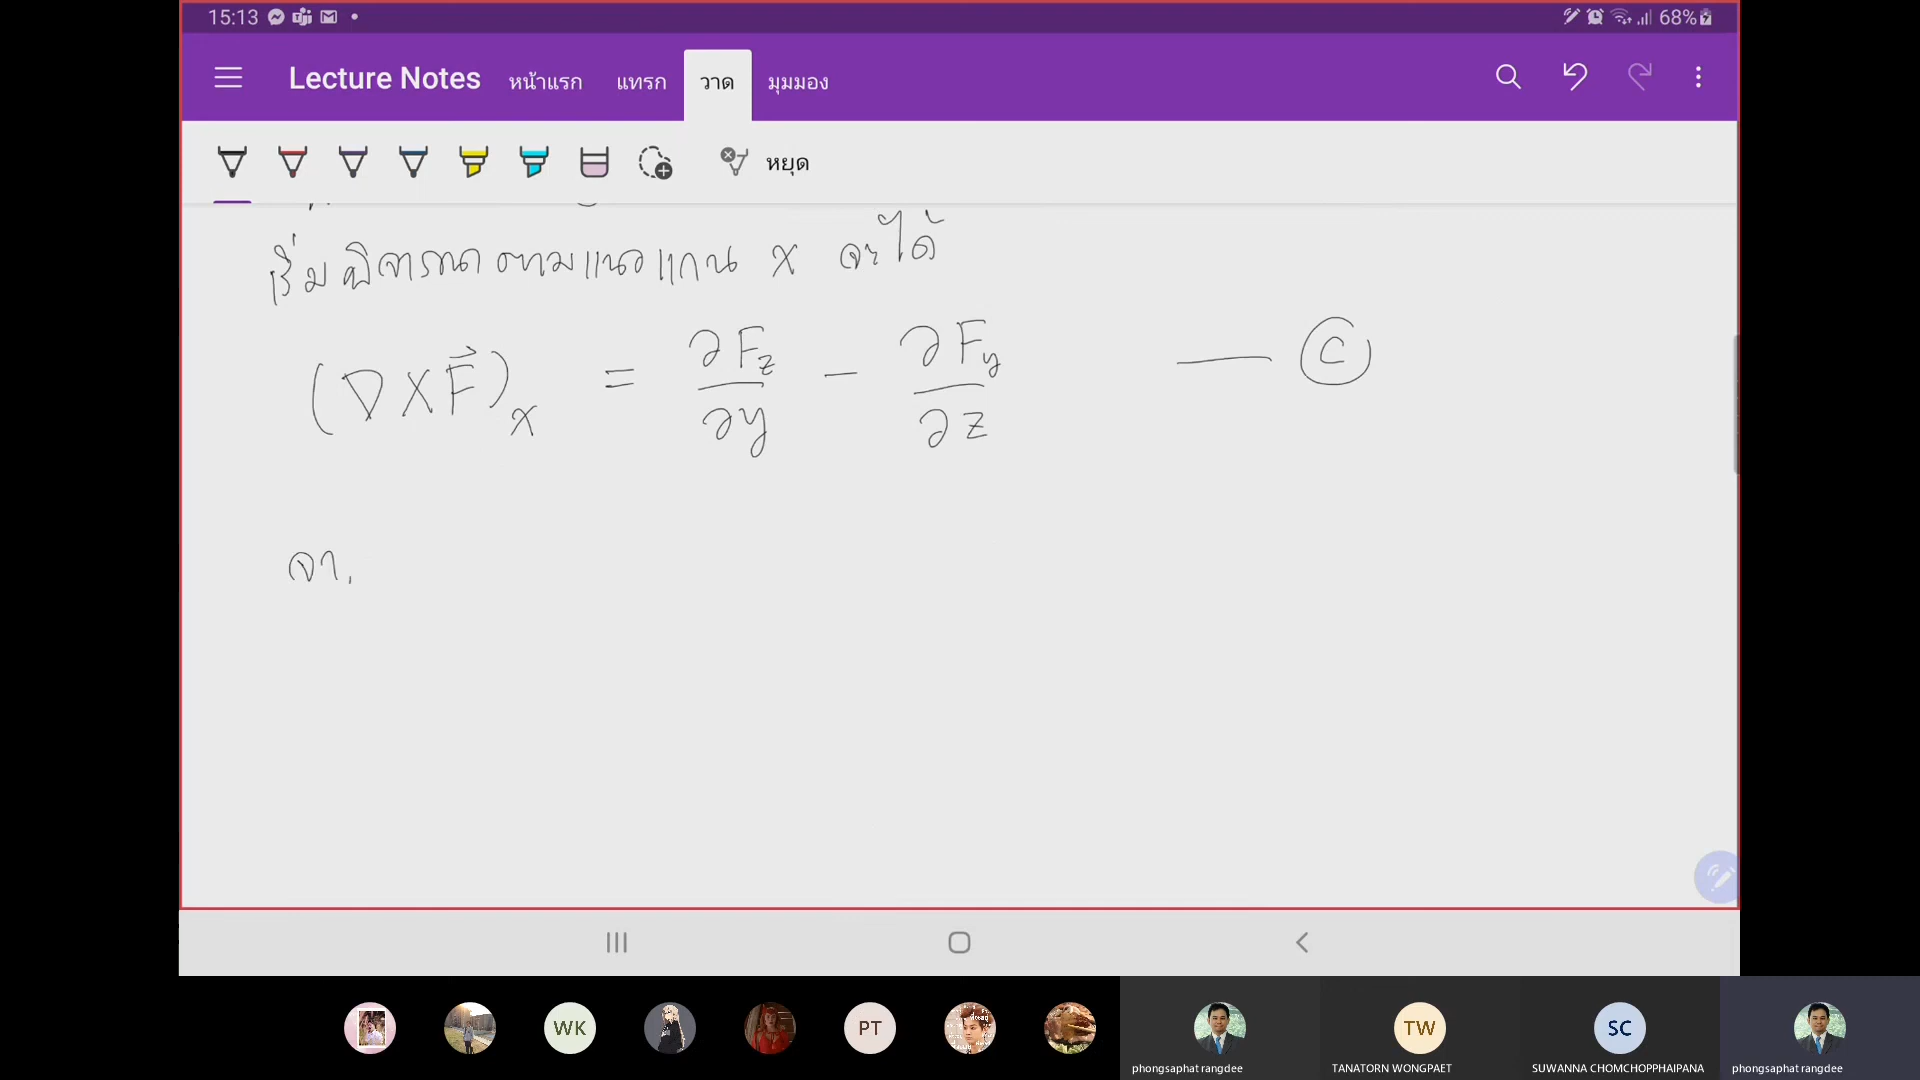 15:13 68%
Lecture Notes หน้าแรก แทรก วาด มุมมอง
หยุด
เริ่มพิจารณาตามแนวแกน x จะได้
(∇×F⃗)ₓ = ∂F_z/∂y − ∂F_y/∂z — Ⓒ
จา
WK PT TW SC
phongsaphat rangdee TANATORN WONGPAET SUWANNA CHOMCHOPPHAIPANA phongsaphat rangdee